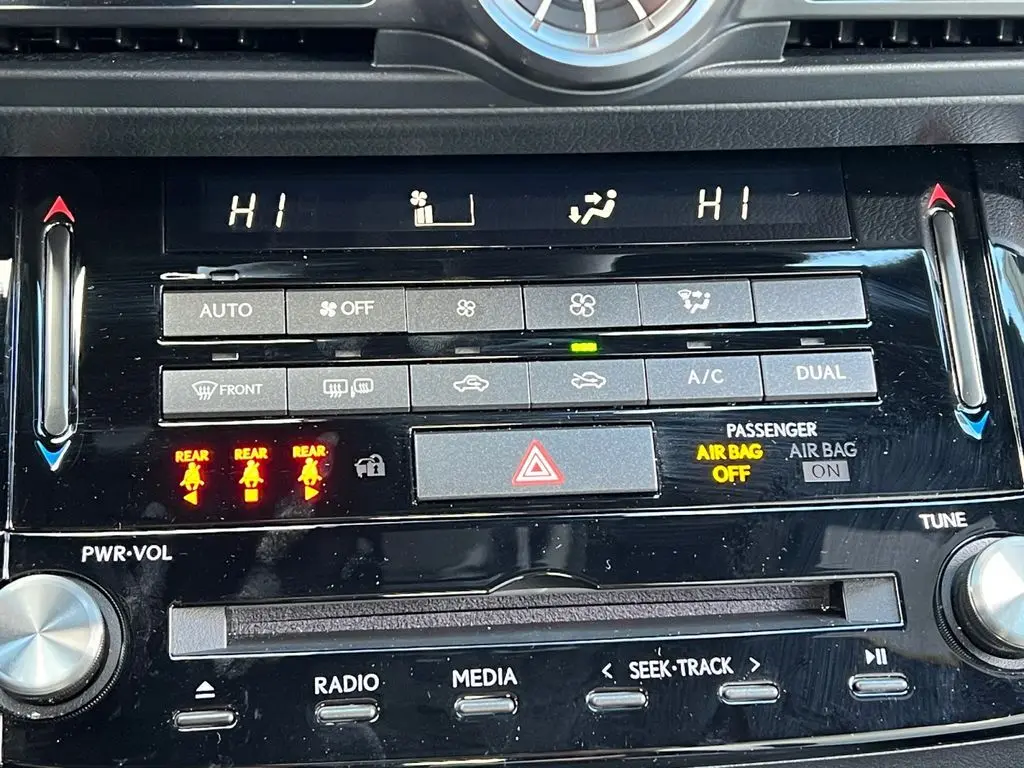 HI HI
AUTO OFF
FRONT A/C DUAL
REAR REAR REAR
PASSENGER
AIR BAG AIR BAG
OFF ON
PWR·VOL TUNE
RADIO MEDIA < SEEK·TRACK >